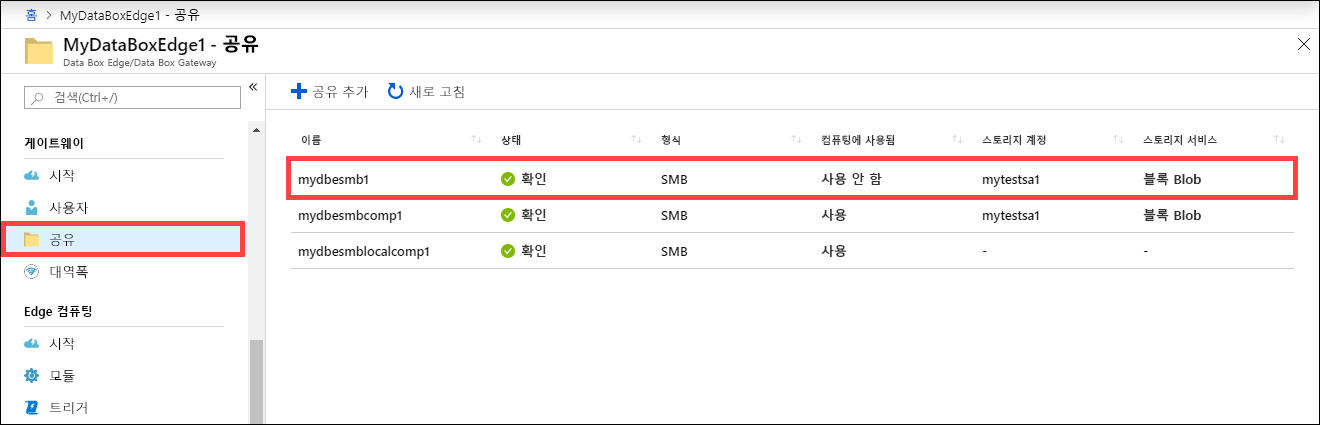 홈 > MyDataBoxEdge1 - 공유
MyDataBoxEdge1 - 공유
Data Box Edge/Data Box Gateway
검색(Ctrl+/)
게이트웨이
시작
사용자
공유
대역폭
Edge 컴퓨팅
시작
모듈
트리거
공유 추가 새로 고침
이름 상태 형식 컴퓨팅에 사용됨 스토리지 계정 스토리지 서비스
mydbesmb1 확인 SMB 사용 안 함 mytestsa1 블록 Blob
mydbesmbcomp1 확인 SMB 사용 mytestsa1 블록 Blob
mydbesmblocalcomp1 확인 SMB 사용 - -